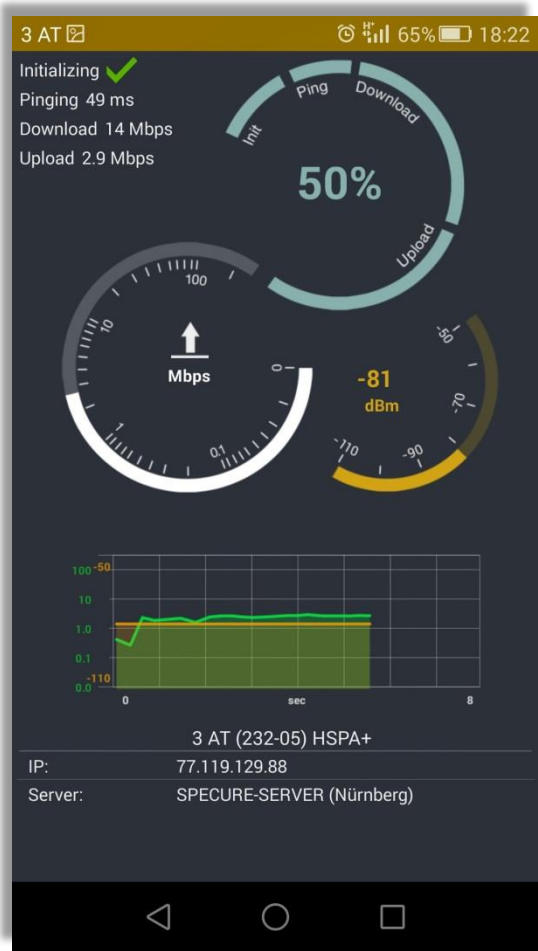 3 AT 65% 18:22
Initializing
Pinging 49 ms
Download 14 Mbps
Upload 2.9 Mbps
Init
Ping
Download
Upload
50%
100
10
1
0.1
0
Mbps
-50
-70
-90
-110
-81
dBm
100 -50
10
1.0
0.1
-110
0.0
0 sec 8
3 AT (232-05) HSPA+
IP: 77.119.129.88
Server: SPECURE-SERVER (Nürnberg)